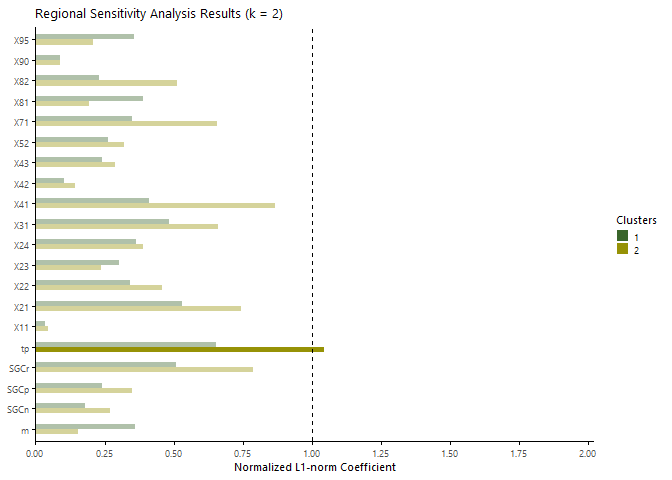 Regional Sensitivity Analysis Results (k = 2)
X95
X90
X82
X81
X71
X52
X43
X42
X41
X31
X24
X23
X22
X21
X11
tp
SGCr
SGCp
SGCn
m
0.00 0.25 0.50 0.75 1.00 1.25 1.50 1.75 2.00
Normalized L1-norm Coefficient
Clusters
1
2